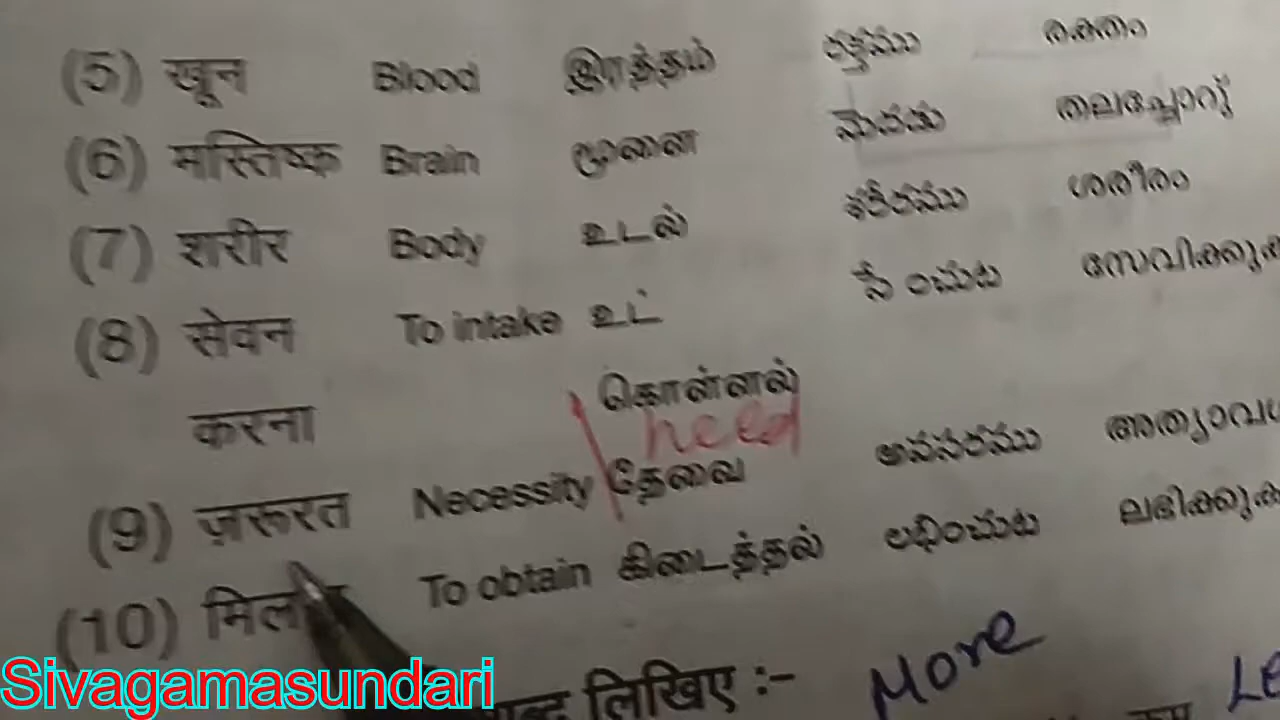 (5) खून Blood இரத்தம் రక్తము രക്തം
(6) मस्तिष्क Brain மூளை മസ്തിഷ്ക തലച്ചോറ്
(7) शरीर Body உடல் శరీరము ശരീരം
(8) सेवन To intake உட்
करना கொள்ளல்
need
(9) ज़रूरत Necessity தேவை అవసరము
(10) To obtain கிடைத்தல் లభించుట
लिखिए :-
More
Sivagamasundari